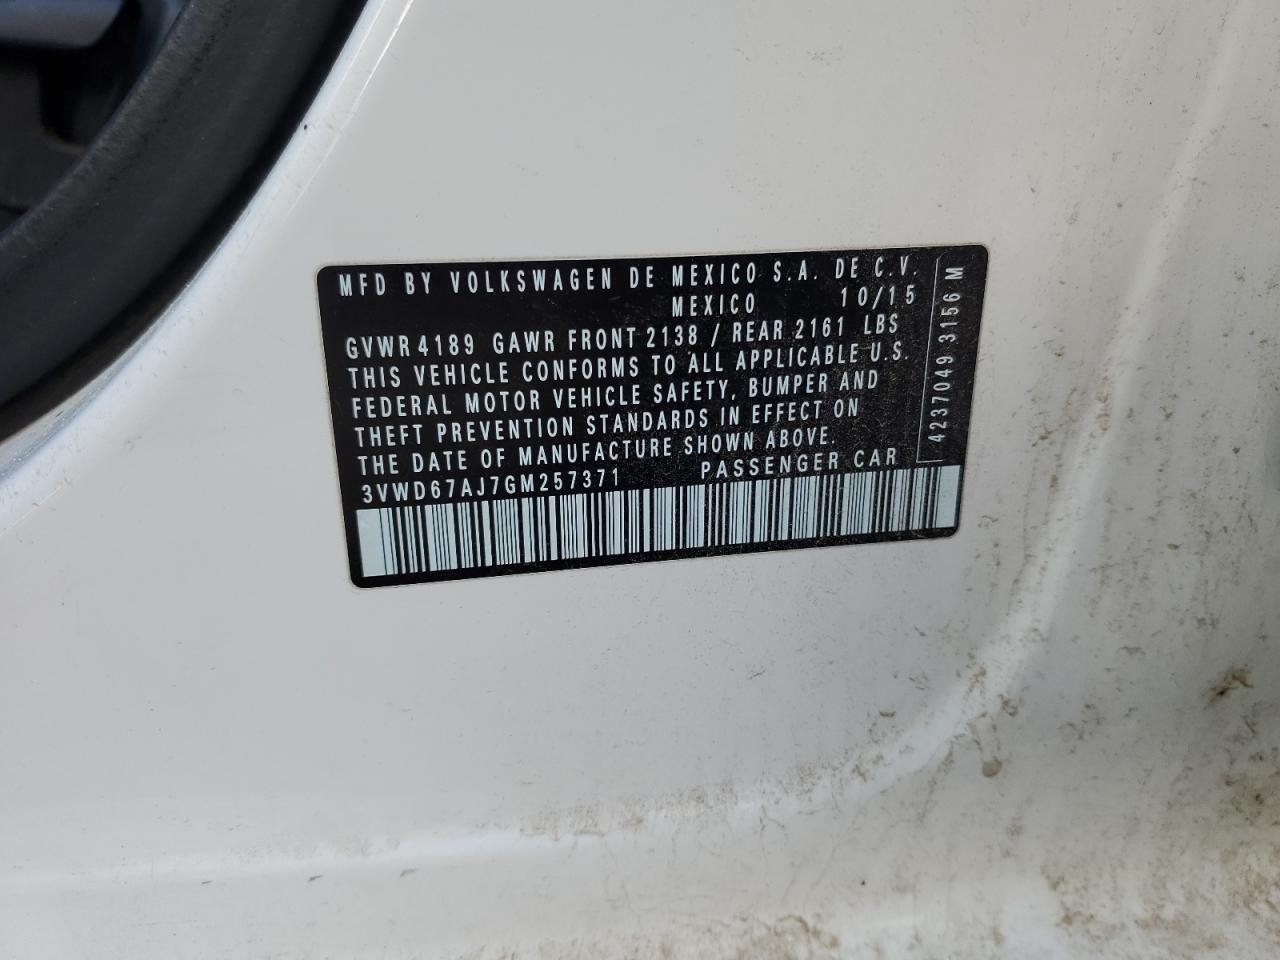 MFD BY VOLKSWAGEN DE MEXICO S.A. DE C.V.
MEXICO 10/15
GVWR 4189 GAWR FRONT 2138 / REAR 2161 LBS
THIS VEHICLE CONFORMS TO ALL APPLICABLE U.S.
FEDERAL MOTOR VEHICLE SAFETY, BUMPER AND
THEFT PREVENTION STANDARDS IN EFFECT ON
THE DATE OF MANUFACTURE SHOWN ABOVE.
3VWD67AJ7GM257371 PASSENGER CAR
4237049 3156 M